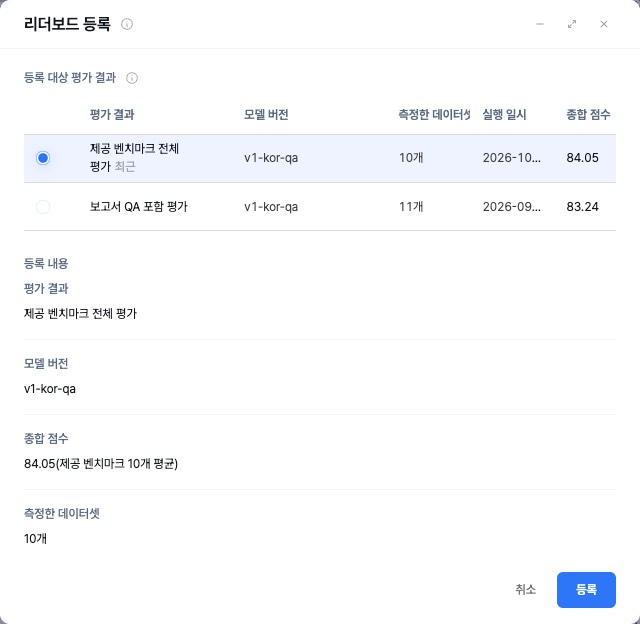 리더보드 등록
등록 대상 평가 결과
평가 결과 모델 버전 측정한 데이터셋 실행 일시 종합 점수
제공 벤치마크 전체
평가 최근
v1-kor-qa 10개 2026-10... 84.05
보고서 QA 포함 평가 v1-kor-qa 11개 2026-09... 83.24
등록 내용
평가 결과
제공 벤치마크 전체 평가
모델 버전
v1-kor-qa
종합 점수
84.05(제공 벤치마크 10개 평균)
측정한 데이터셋
10개
취소 등록